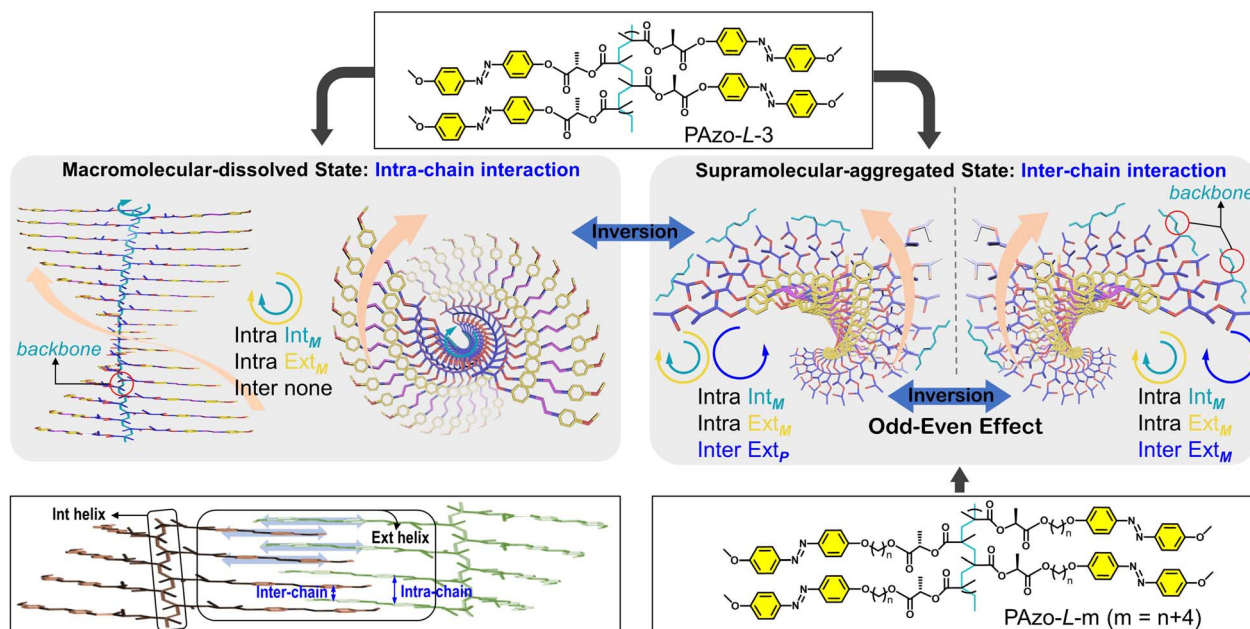 PAzo-L-3
Macromolecular-dissolved State: Intra-chain interaction
backbone
Intra IntM
Intra ExtM
Inter none
Inversion
Supramolecular-aggregated State: Inter-chain interaction
backbone
Intra IntM
Intra ExtM
Inter ExtP
Inversion
Odd-Even Effect
Intra IntM
Intra ExtM
Inter ExtM
Int helix
Ext helix
Inter-chain
Intra-chain
PAzo-L-m (m = n+4)